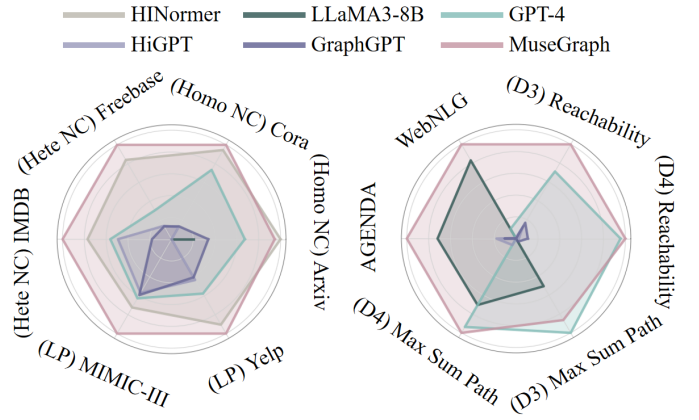 HINormer LLaMA3-8B GPT-4
HiGPT GraphGPT MuseGraph
(Hete NC) Freebase
(Homo NC) Cora
(Homo NC) Arxiv
(LP) Yelp
(LP) MIMIC-III
(Hete NC) IMDB
WebNLG
(D3) Reachability
(D4) Reachability
(D3) Max Sum Path
(D4) Max Sum Path
AGENDA